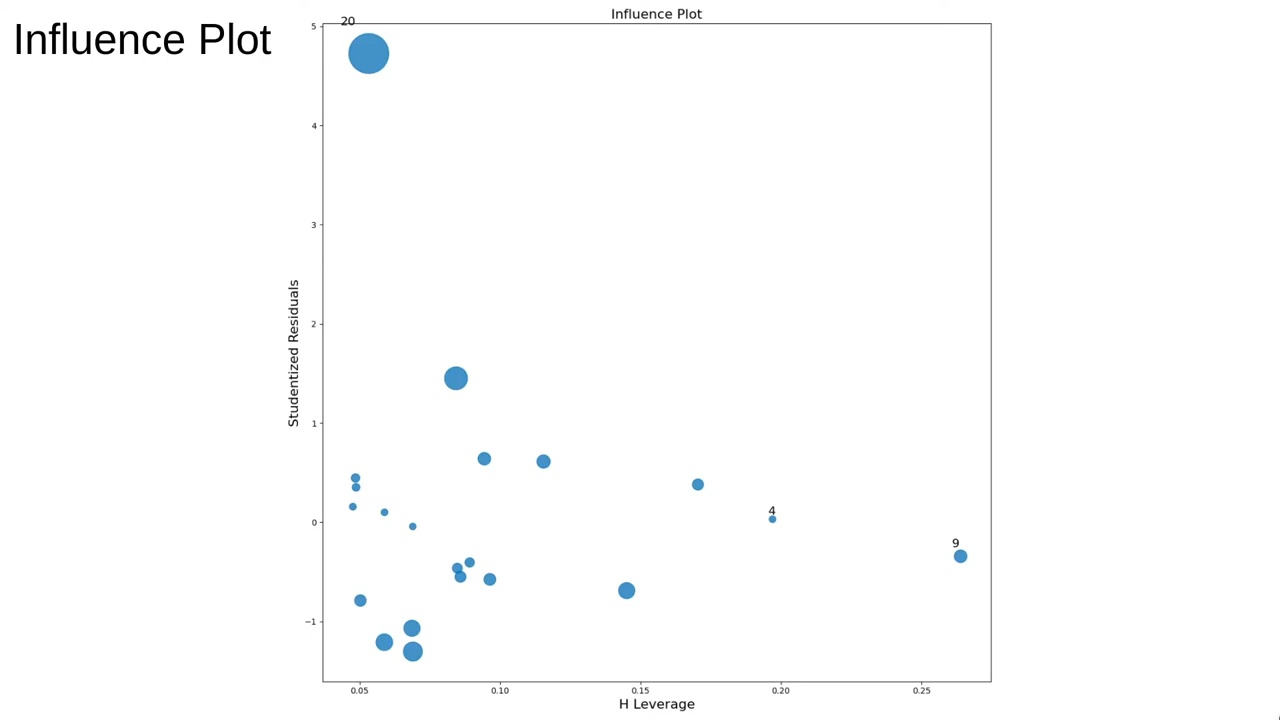 Influence Plot
Influence Plot
20
5
4
3
2
1
0
−1
Studentized Residuals
4
9
0.05 0.10 0.15 0.20 0.25
H Leverage